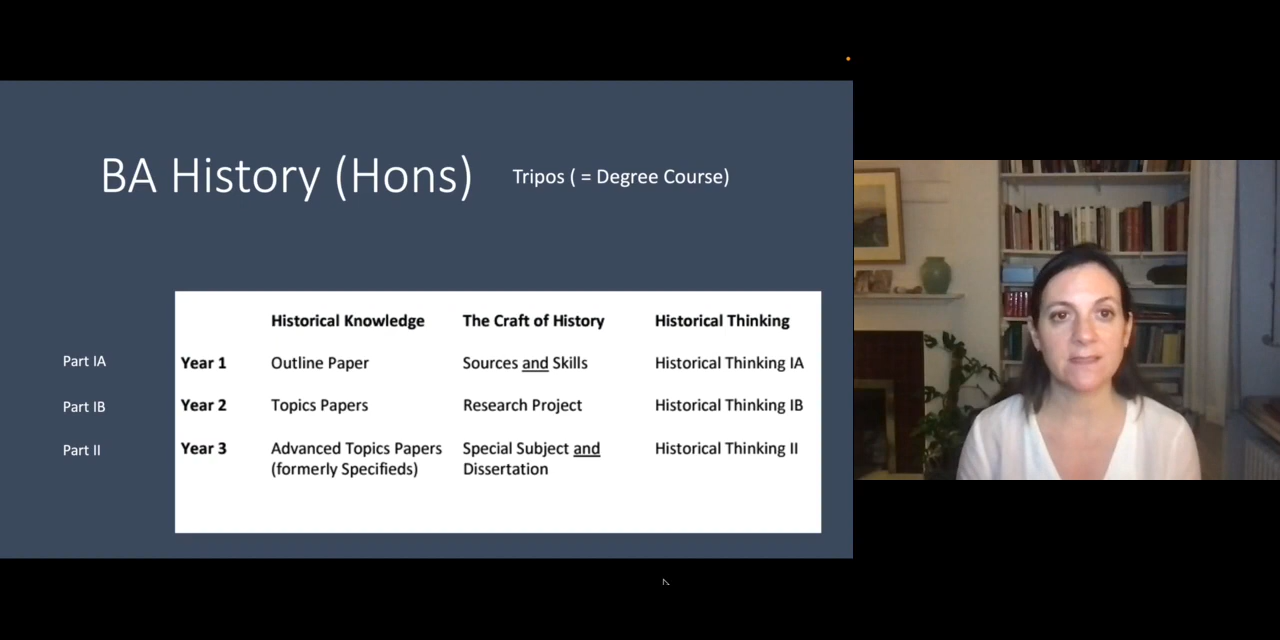 BA History (Hons) Tripos ( = Degree Course)
Historical Knowledge The Craft of History Historical Thinking
Part IA Year 1 Outline Paper Sources and Skills Historical Thinking IA
Part IB Year 2 Topics Papers Research Project Historical Thinking IB
Part II Year 3 Advanced Topics Papers Special Subject and Historical Thinking II
(formerly Specifieds) Dissertation